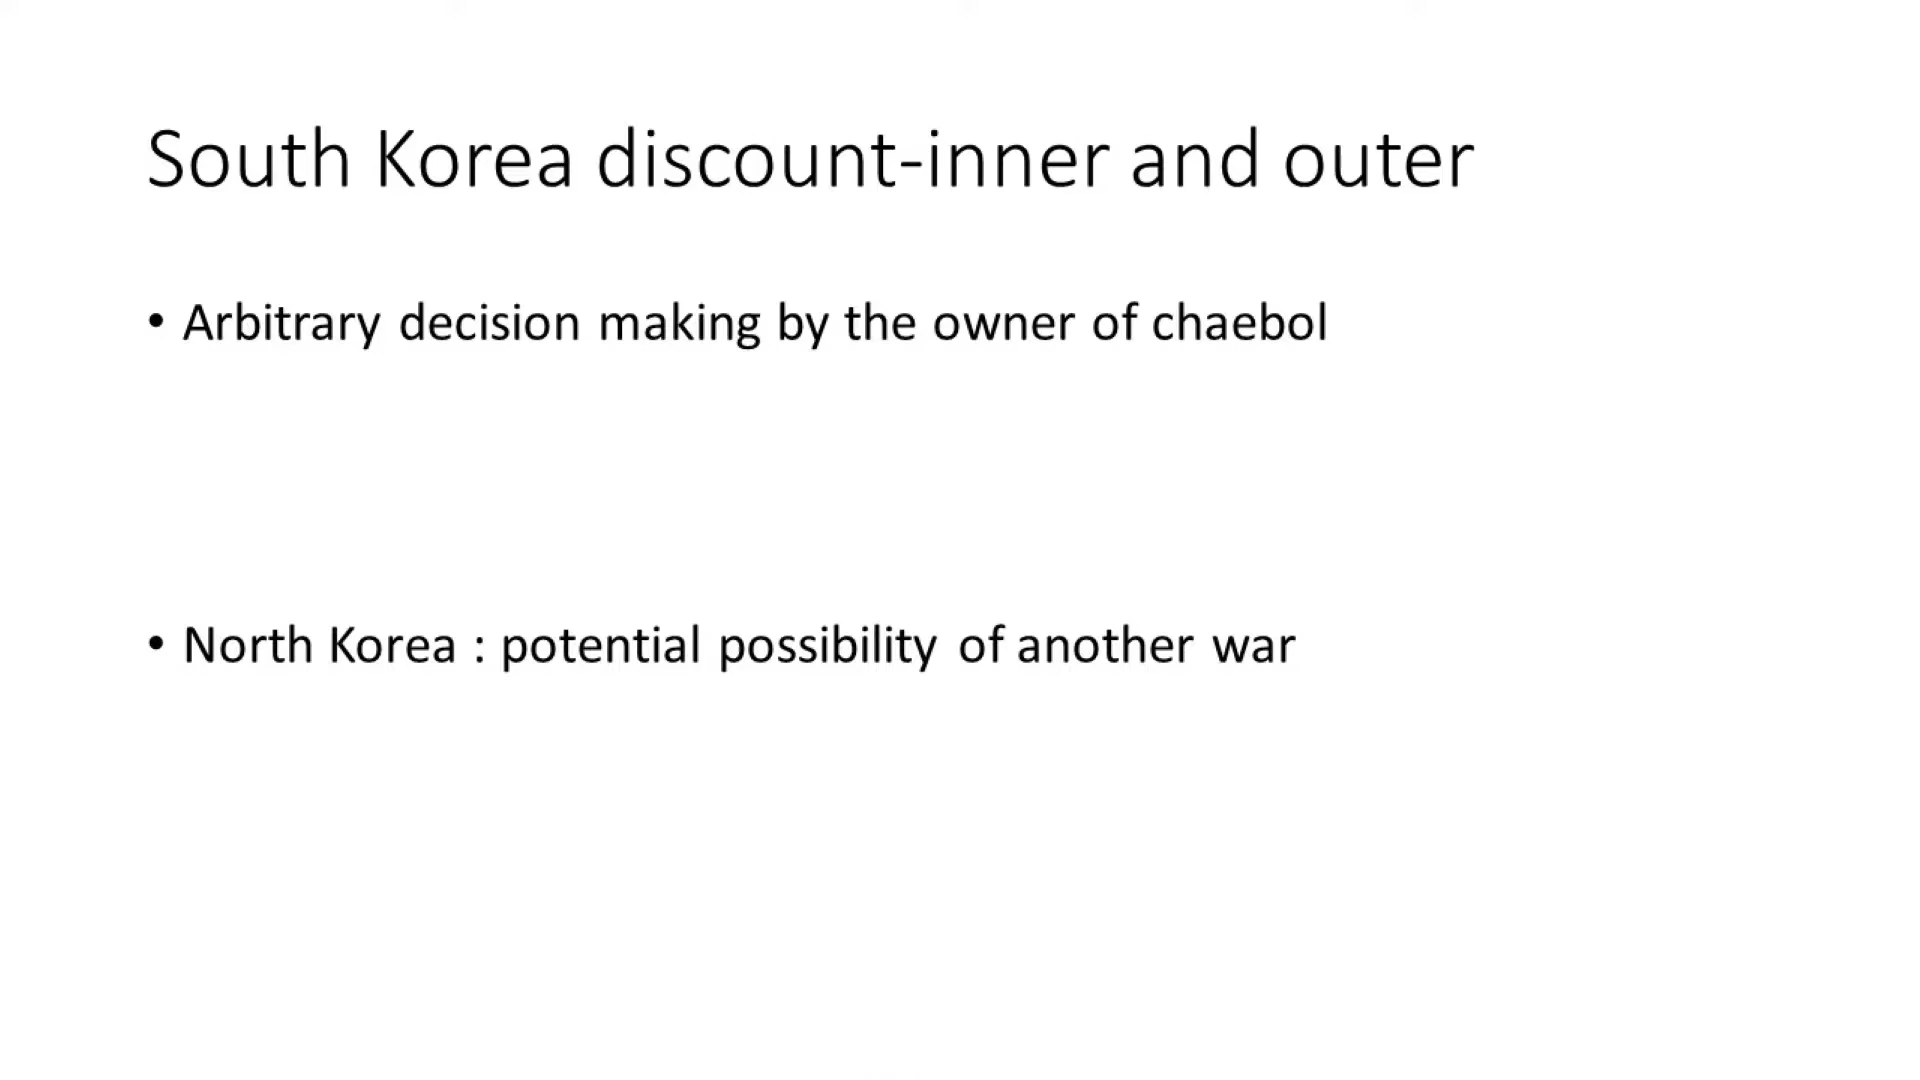 South Korea discount-inner and outer
• Arbitrary decision making by the owner of chaebol
• North Korea : potential possibility of another war